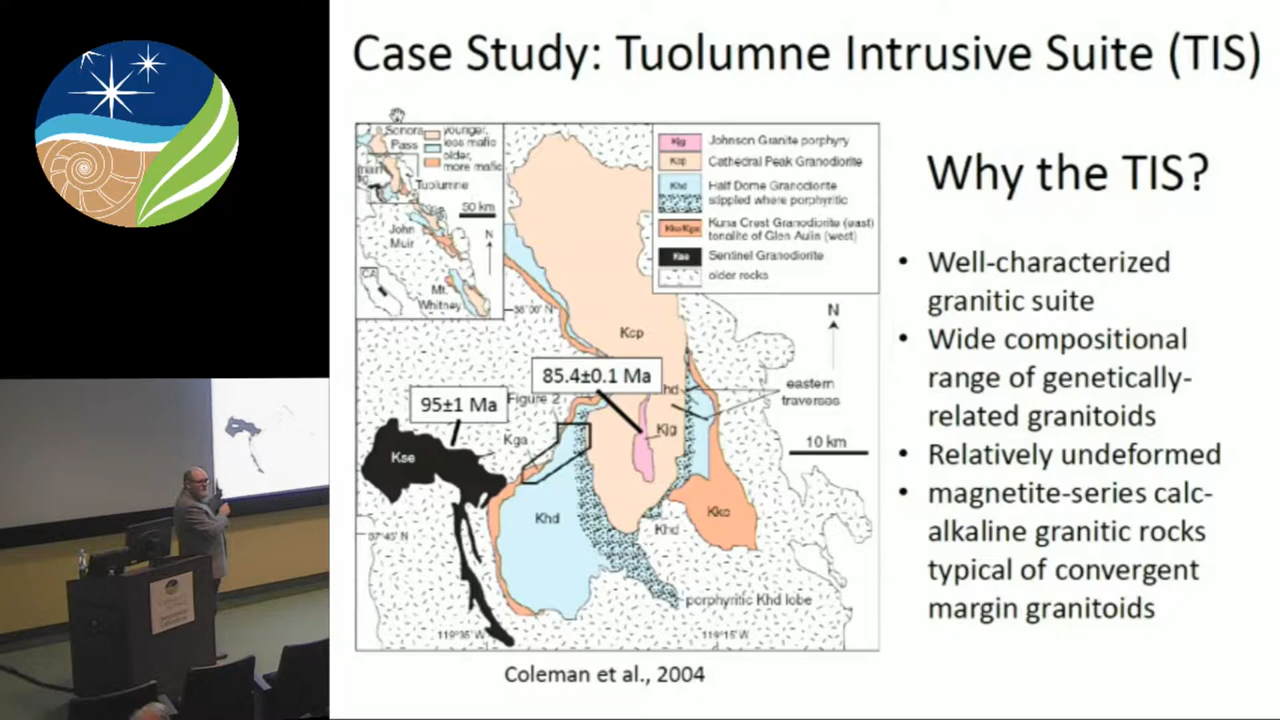 Case Study: Tuolumne Intrusive Suite (TIS)
Sonora
Pass
younger,
less mafic
older,
more mafic
Tuolumne
50 km
N
John
Muir
CA
Mt.
Whitney
Kjg Johnson Granite porphyry
Kcp Cathedral Peak Granodiorite
Khd Half Dome Granodiorite
stippled where porphyritic
Kuna Crest Granodiorite (east)
tonalite of Glen Aulin (west)
Kse Sentinel Granodiorite
older rocks
38°00' N
N
Kcp
85.4±0.1 Ma
eastern
traverses
95±1 Ma
Figure 2
Kga
Kjg
10 km
Kse
Khd
Khd
Kkc
37°45' N
porphyritic Khd lobe
119°35' W
119°15' W
Coleman et al., 2004
Why the TIS?
• Well-characterized
granitic suite
• Wide compositional
range of genetically-
related granitoids
• Relatively undeformed
• magnetite-series calc-
alkaline granitic rocks
typical of convergent
margin granitoids